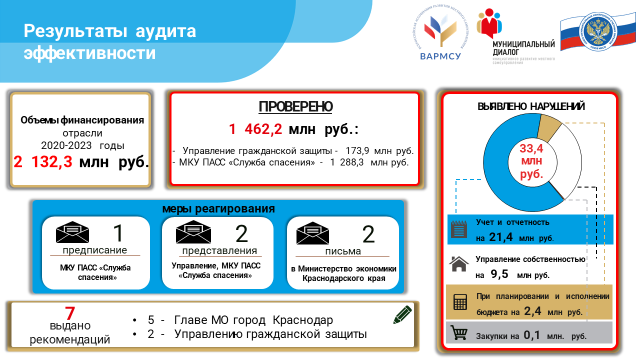 Результаты аудита
эффективности
ВАРМСУ
МУНИЦИПАЛЬНЫЙ
ДИАЛОГ
Объемы финансирования
отрасли
2020-2023 годы
2 132,3 млн руб.
ПРОВЕРЕНО
1 462,2 млн руб.:
- Управление гражданской защиты - 173,9 млн руб.
- МКУ ПАСС «Служба спасения» - 1 288,3 млн руб.
ВЫЯВЛЕНО НАРУШЕНИЙ
33,4
млн
руб.
Учет и отчетность
на 21,4 млн руб.
Управление собственностью
на 9,5 млн руб.
При планировании и исполнении
бюджета на 2,4 млн руб.
Закупки на 0,1 млн. руб.
меры реагирования
1
предписание
МКУ ПАСС «Служба
спасения»
2
представления
Управление, МКУ ПАСС
«Служба спасения»
2
письма
в Министерство экономики
Краснодарского края
7
выдано
рекомендаций
• 5 - Главе МО город Краснодар
• 2 - Управлению гражданской защиты